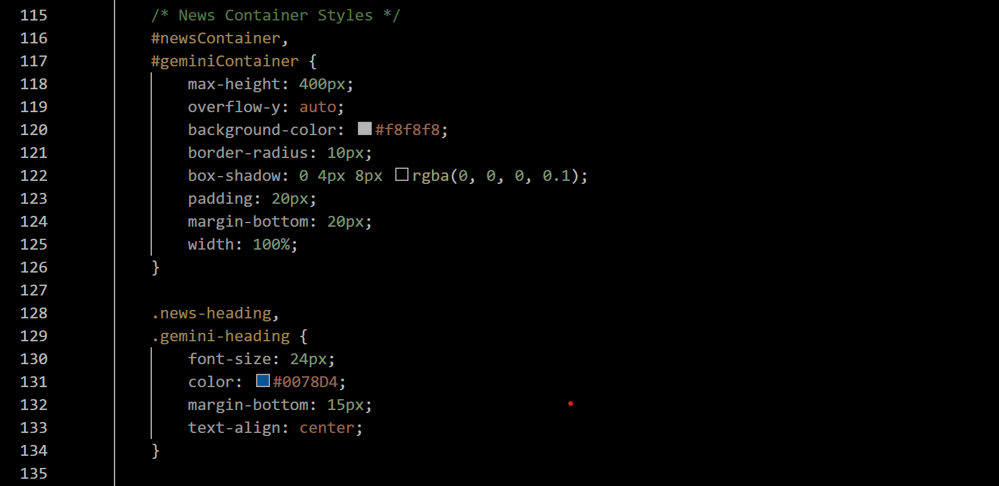 115 /* News Container Styles */
116 #newsContainer,
117 #geminiContainer {
118 max-height: 400px;
119 overflow-y: auto;
120 background-color: #f8f8f8;
121 border-radius: 10px;
122 box-shadow: 0 4px 8px rgba(0, 0, 0, 0.1);
123 padding: 20px;
124 margin-bottom: 20px;
125 width: 100%;
126 }
127
128 .news-heading,
129 .gemini-heading {
130 font-size: 24px;
131 color: #0078D4;
132 margin-bottom: 15px;
133 text-align: center;
134 }
135